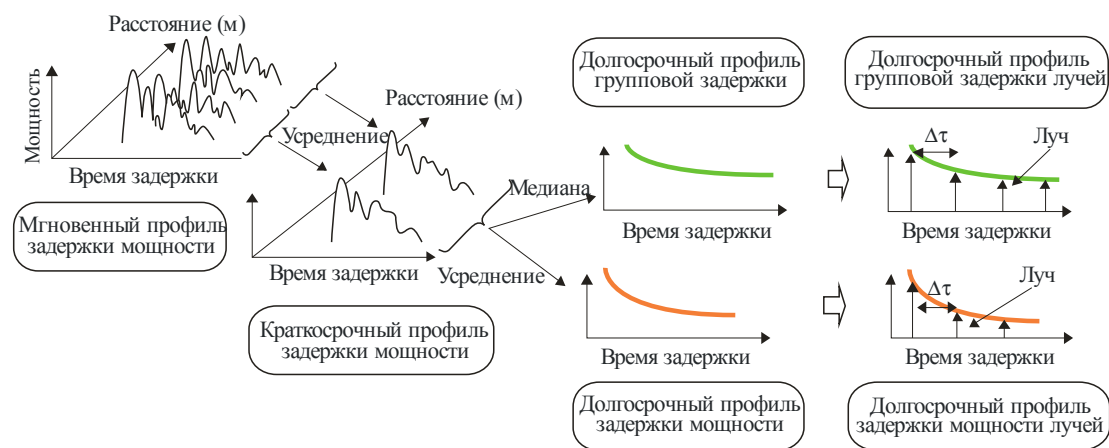 Расстояние (м)
Мощность
Время задержки
Мгновенный профиль
задержки мощности
Усреднение
Расстояние (м)
Время задержки
Краткосрочный профиль
задержки мощности
Медиана
Усреднение
Долгосрочный профиль
групповой задержки
Время задержки
Время задержки
Долгосрочный профиль
задержки мощности
Долгосрочный профиль
групповой задержки лучей
Δτ
Луч
Время задержки
Δτ
Луч
Время задержки
Долгосрочный профиль
задержки мощности лучей